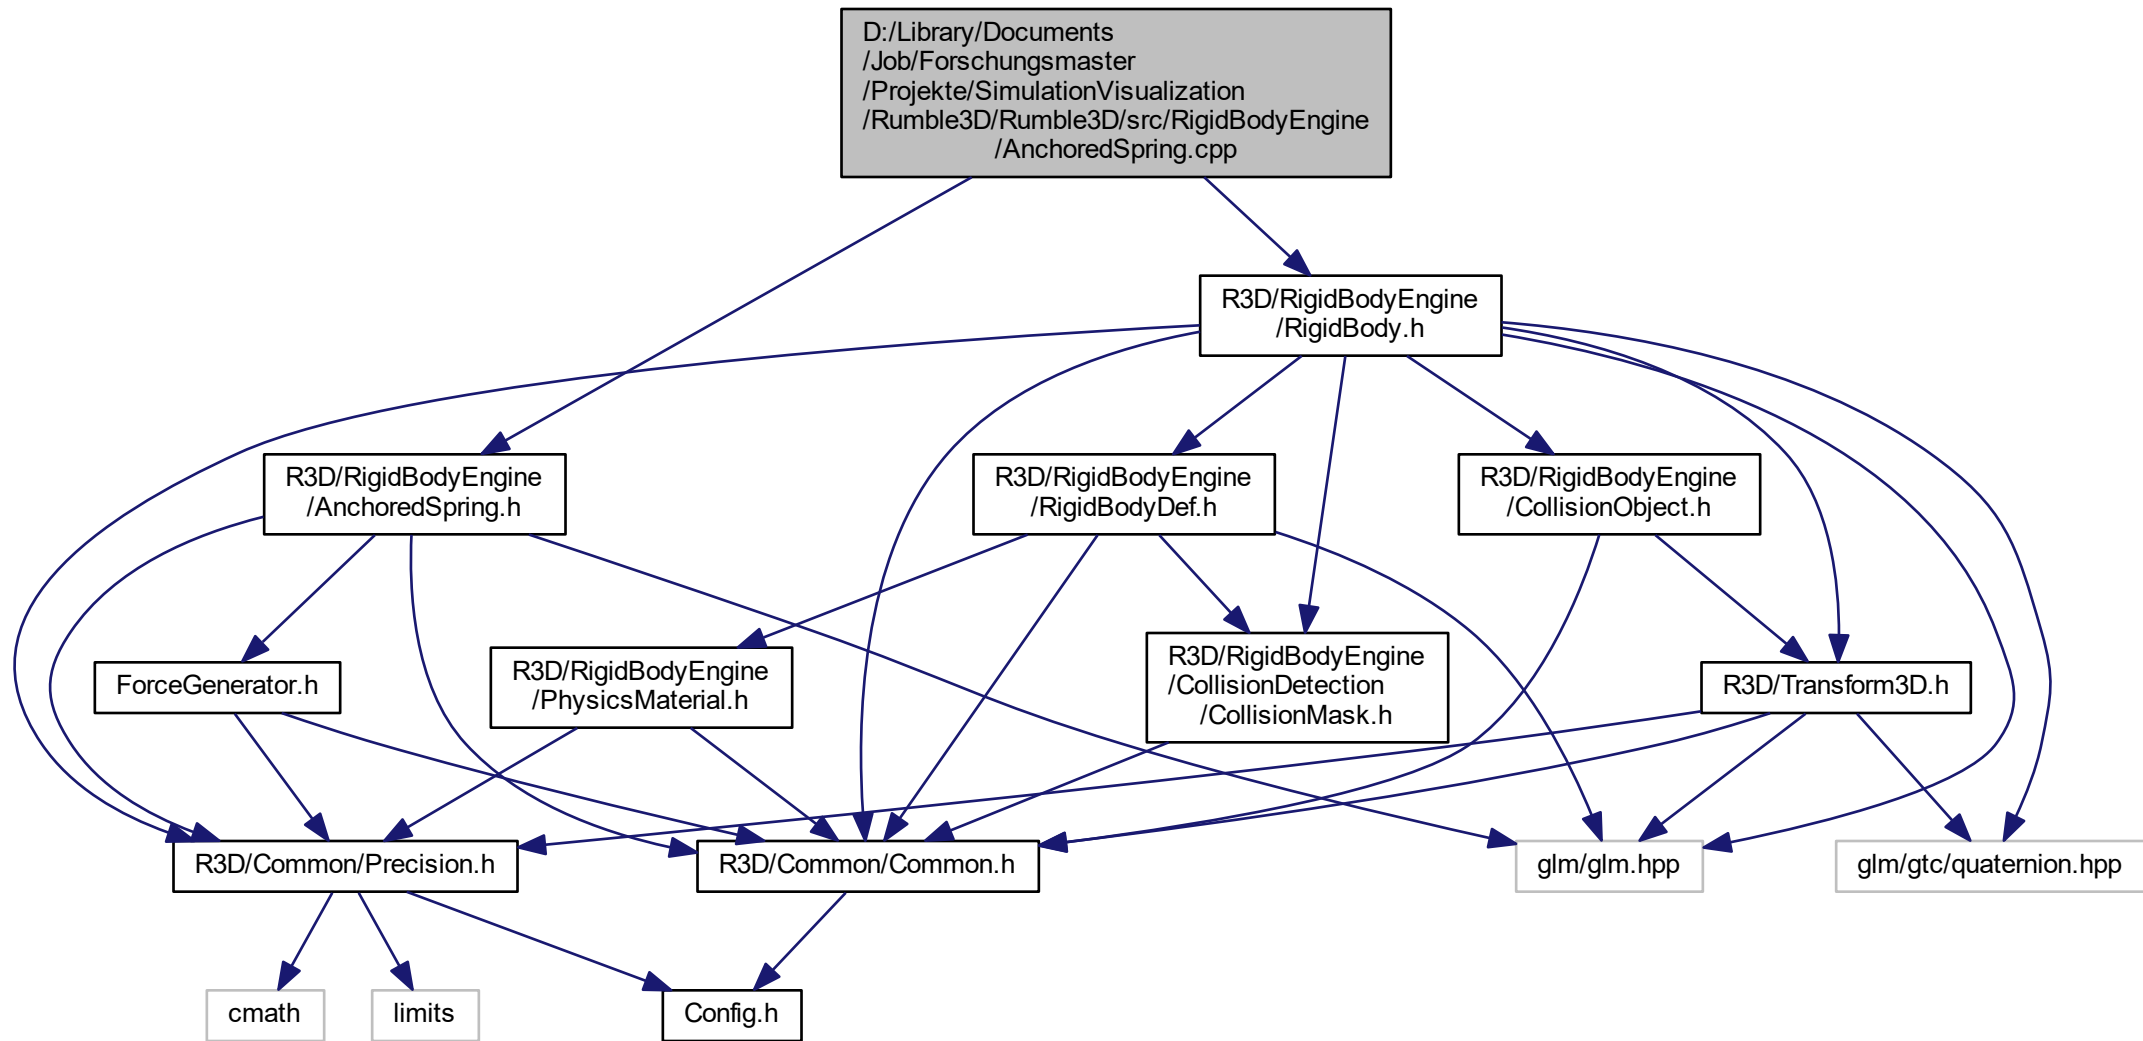 D:/Library/Documents
/Job/Forschungsmaster
/Projekte/SimulationVisualization
/Rumble3D/Rumble3D/src/RigidBodyEngine
/AnchoredSpring.cpp
R3D/RigidBodyEngine
/RigidBody.h
R3D/RigidBodyEngine
/AnchoredSpring.h
R3D/RigidBodyEngine
/RigidBodyDef.h
R3D/RigidBodyEngine
/CollisionObject.h
ForceGenerator.h
R3D/RigidBodyEngine
/PhysicsMaterial.h
R3D/RigidBodyEngine
/CollisionDetection
/CollisionMask.h
R3D/Transform3D.h
R3D/Common/Precision.h
R3D/Common/Common.h
glm/glm.hpp
glm/gtc/quaternion.hpp
cmath
limits
Config.h